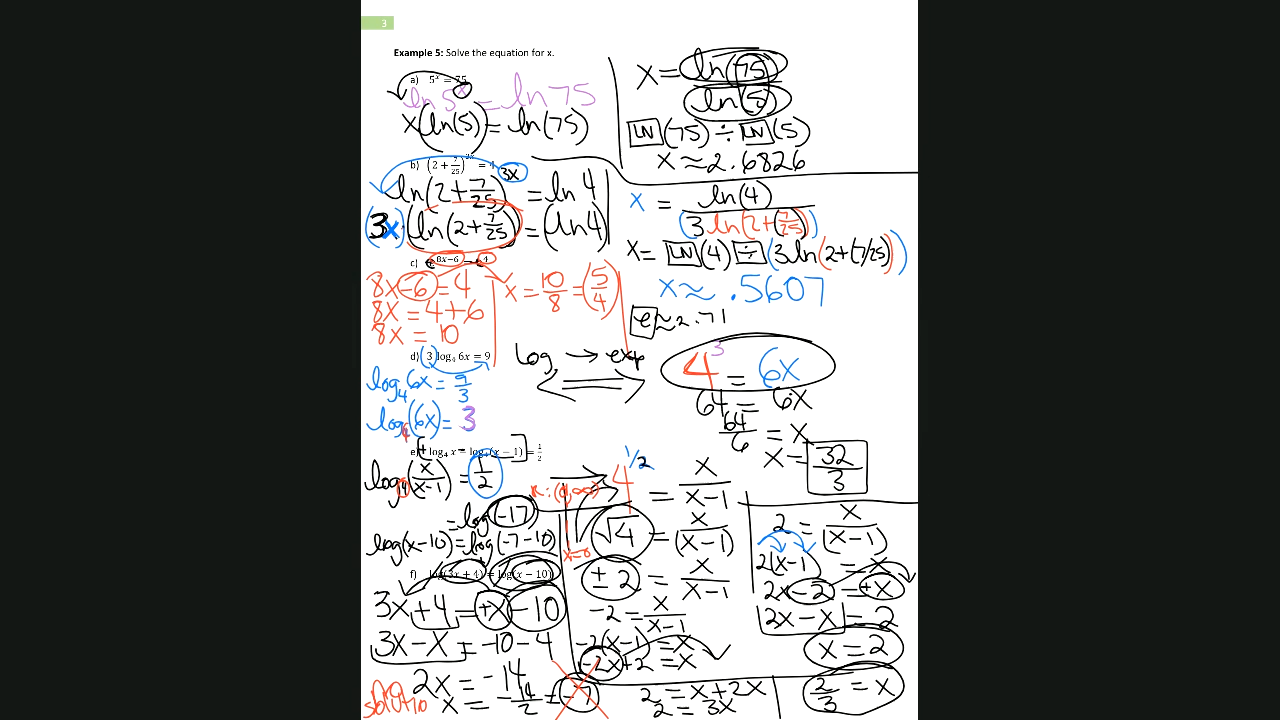 3
Example 5: Solve the equation for x.
a) 5ˣ = 75
ln 5ˣ = ln 75
x(ln(5)) = ln(75)
x = ln(75)/ln(5)
LN (75) ÷ LN (5)
x ≈ 2.6826
b) (2 + 7/25)^3x = 4
3x
ln(2 + 7/25) = ln 4
(3x)(ln(2 + 7/25)) = (ln 4)
x = ln(4)/(3 ln(2 + (7/25)))
x = LN (4) ÷ (3 ln(2 + (7/25)))
x ≈ .5607
c) e^8x−6 = e^4
8x − 6 = 4
8x = 4 + 6
8x = 10
x = 10/8 = (5/4)
e ≈ 2.71
d) 3 log₄ 6x = 9
log₄ 6x = 9/3
log₄(6x) = 3
log → exp
4³ = 6x
64 = 6x
64/6 = x
x = 32/3
e) log₄ x − log₄(x − 1) = 1/2
log₄(x/(x−1)) = 1/2
4^1/2 = x/(x−1)
√4 = x/(x−1)
± 2 = x/(x−1)
−2 = x/(x−1)
−2(x−1) = x
−2x + 2 = x
2 = x + 2x
2 = 3x
2/3 = x
2 = x/(x−1)
2(x−1) = x
2x − 2 = +x
2x − x = 2
x = 2
x=0
= log(−17)
log(x−10) = log(−7−10)
f) log(3x + 4) = log(x − 10)
3x + 4 = +x − 10
3x − x = −10 − 4
2x = −14
x = −14/2 = −7
no
solution